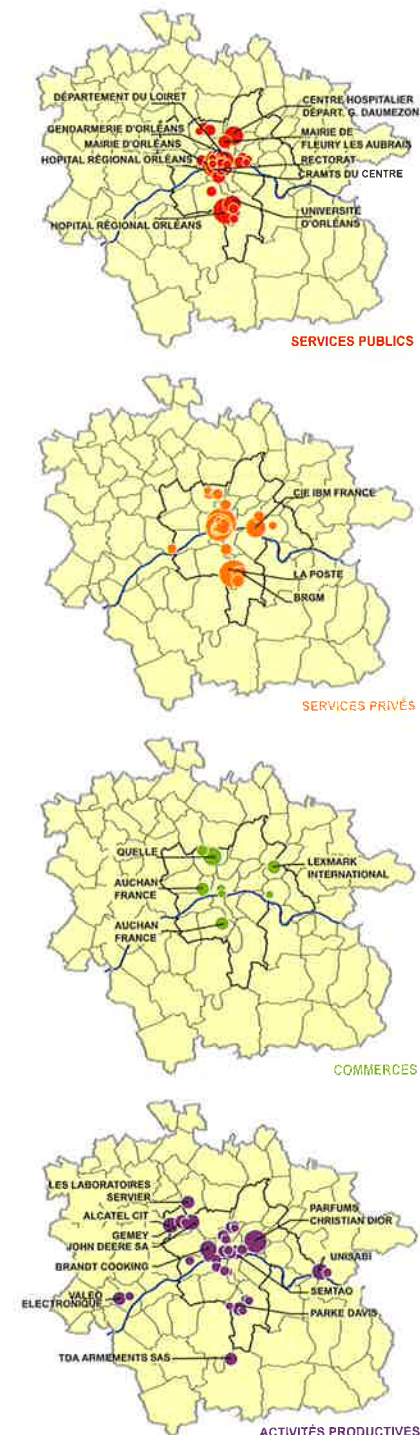 DÉPARTEMENT DU LOIRET
CENTRE HOSPITALIER
DÉPART. G. DAUMEZON
GENDARMERIE D'ORLÉANS
MAIRIE D'ORLÉANS
MAIRIE DE
FLEURY LES AUBRAIS
HOPITAL RÉGIONAL ORLÉANS
RECTORAT
CRAMTS DU CENTRE
HOPITAL RÉGIONAL ORLÉANS
UNIVERSITÉ
D'ORLÉANS
SERVICES PUBLICS
CIE IBM FRANCE
LA POSTE
BRGM
SERVICES PRIVÉS
QUELLE
LEXMARK
INTERNATIONAL
AUCHAN
FRANCE
AUCHAN
FRANCE
COMMERCES
LES LABORATOIRES
SERVIER
ALCATEL CIT
GEMEY
JOHN DEERE SA
BRANDT COOKING
PARFUMS
CHRISTIAN DIOR
UNISABI
SEMTAO
VALEO
ELECTRONIQUE
PARKE DAVIS
TDA ARMEMENTS SAS
ACTIVITÉS PRODUCTIVES